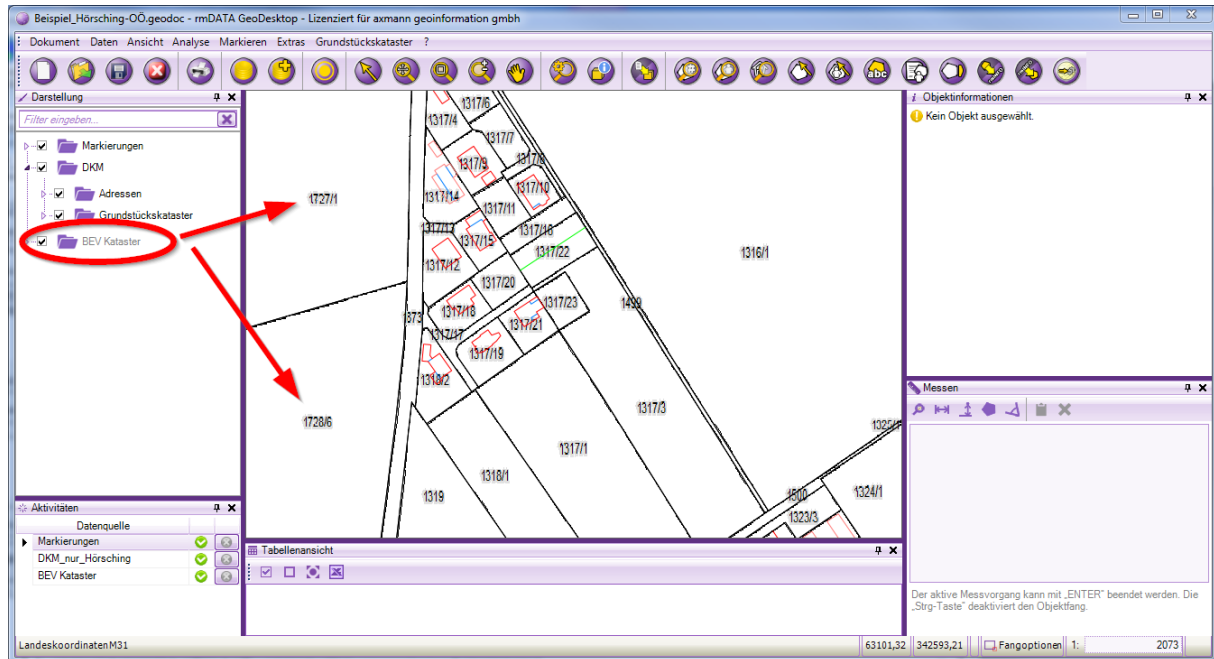 Beispiel_Hörsching-OÖ.geodoc - rmDATA GeoDesktop - Lizenziert für axmann geoinformation gmbh
Dokument Daten Ansicht Analyse Markieren Extras Grundstückskataster ?
abc
Darstellung
Filter eingeben...
Markierungen
DKM
Adressen
Grundstückskataster
BEV Kataster
Aktivitäten
Datenquelle
Markierungen
DKM_nur_Hörsching
BEV Kataster
1317/6
1317/4
1317/7
1317/8
1317/9
1317/10
1727/1
1317/14
1317/11
1317/13
1317/16
1317/15
1317/22
1316/1
1317/12
1317/20
1317/23
1499
1373
1317/18
1317/21
1317/17
1317/19
1318/2
1317/3
1728/6
1325/1
1317/1
1318/1
1319
1500
1324/1
1323/3
Tabellenansicht
Objektinformationen
Kein Objekt ausgewählt.
Messen
Der aktive Messvorgang kann mit „ENTER" beendet werden. Die
„Strg-Taste" deaktiviert den Objektfang.
Landeskoordinaten M31
63101,32 342593,21 Fangoptionen 1: 2073